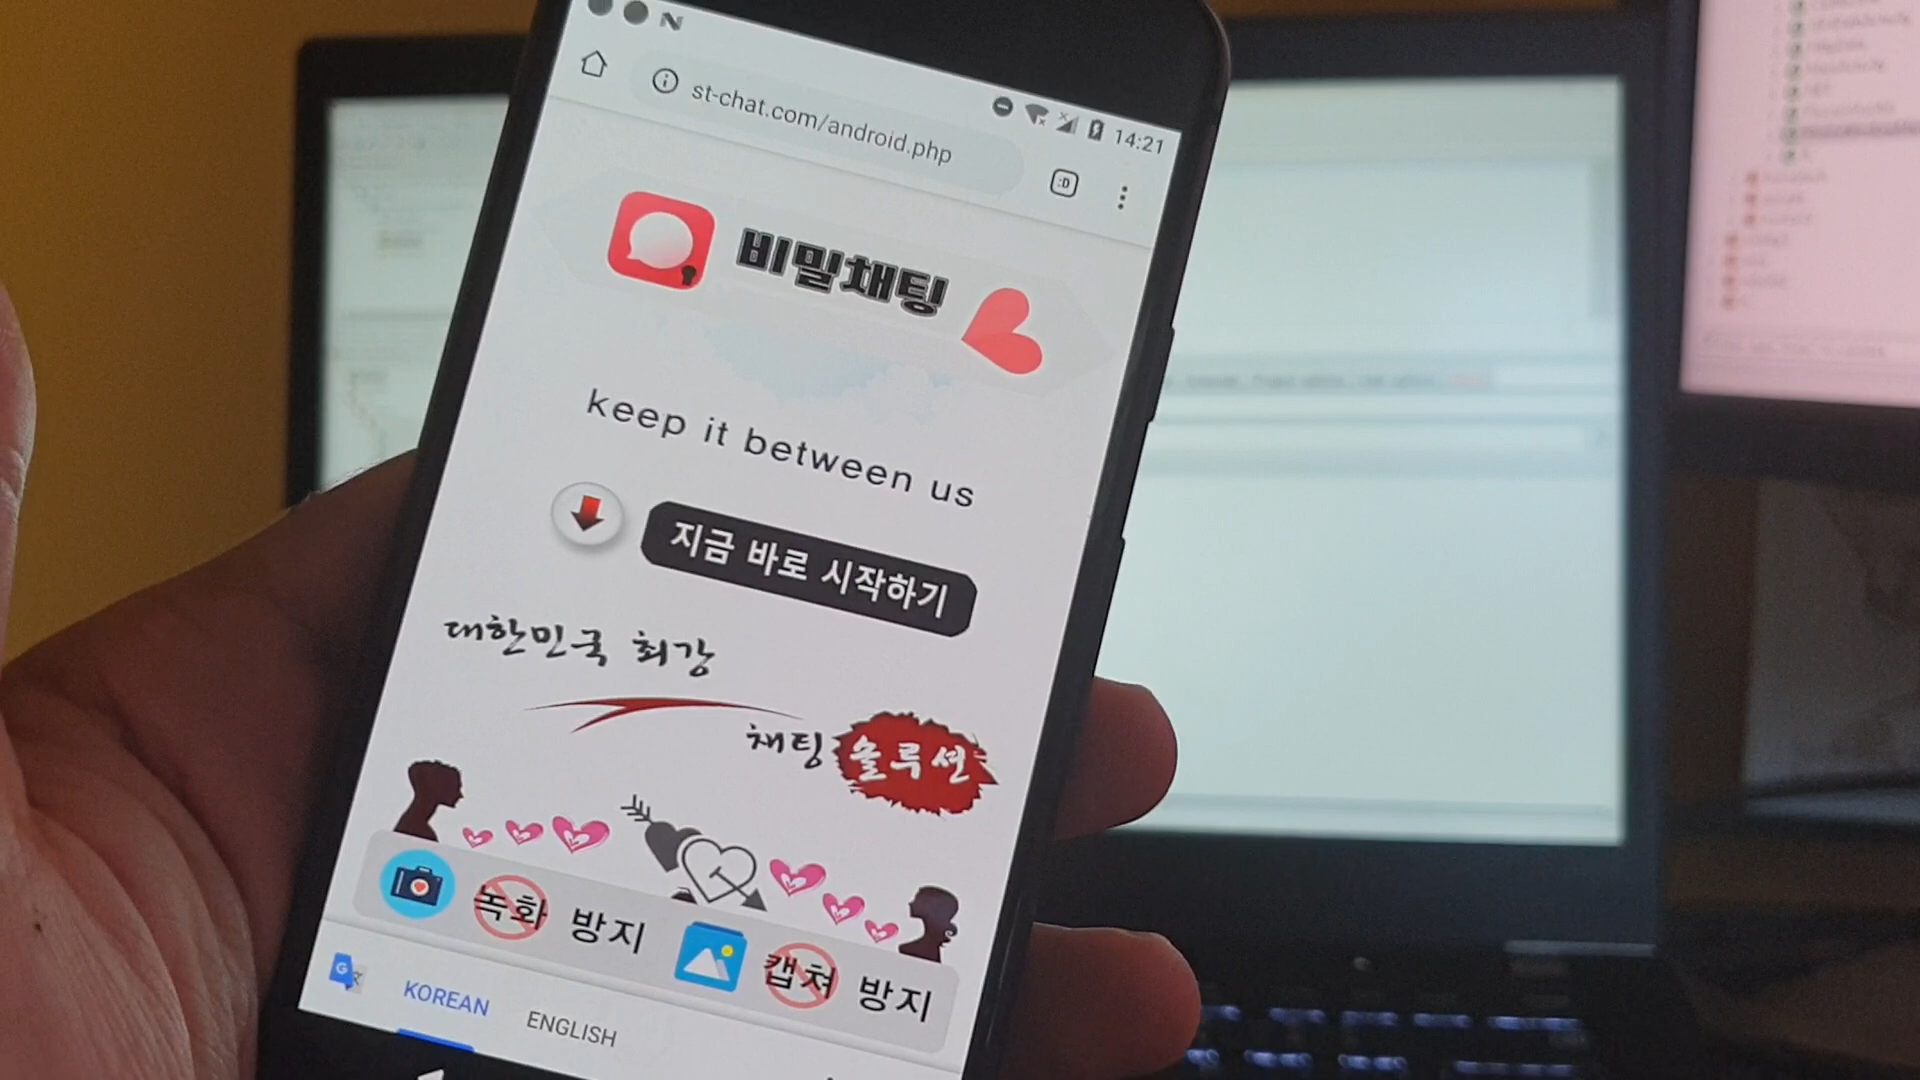 14:21
st-chat.com/android.php
:D
비밀채팅
keep it between us
지금 바로 시작하기
대한민국 최강
채팅 솔루션
녹화 방지
캡쳐 방지
KOREAN ENGLISH